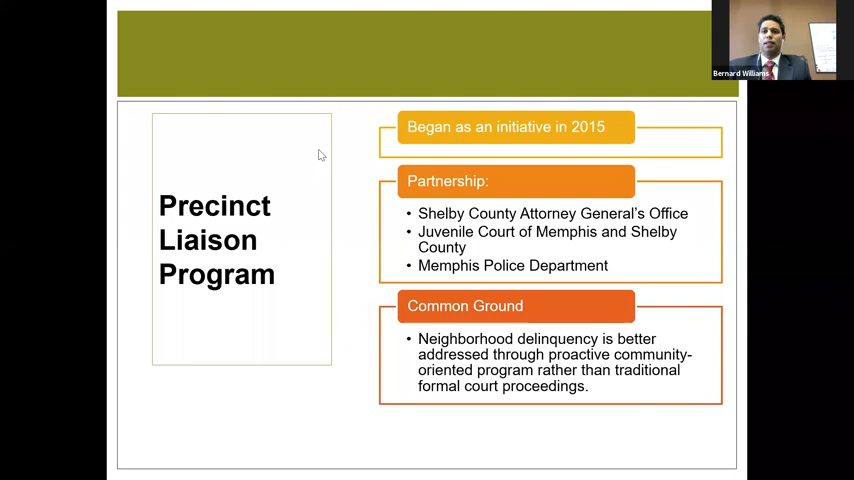 Bernard Williams
Precinct
Liaison
Program
Began as an initiative in 2015
Partnership:
• Shelby County Attorney General's Office
• Juvenile Court of Memphis and Shelby
County
• Memphis Police Department
Common Ground
• Neighborhood delinquency is better
addressed through proactive community-
oriented program rather than traditional
formal court proceedings.